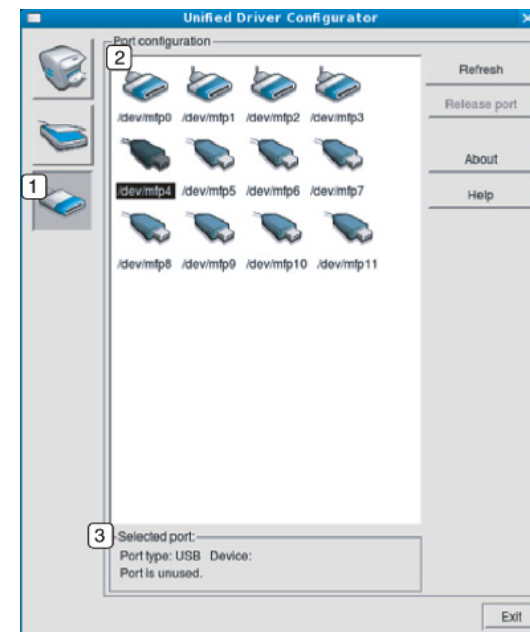 Unified Driver Configurator
Port configuration
2
/dev/mfp0 /dev/mfp1 /dev/mfp2 /dev/mfp3
Refresh
Release port
About
1
/dev/mfp4 /dev/mfp5 /dev/mfp6 /dev/mfp7
Help
/dev/mfp8 /dev/mfp9 /dev/mfp10 /dev/mfp11
3
Selected port:
Port type: USB Device:
Port is unused.
Exit